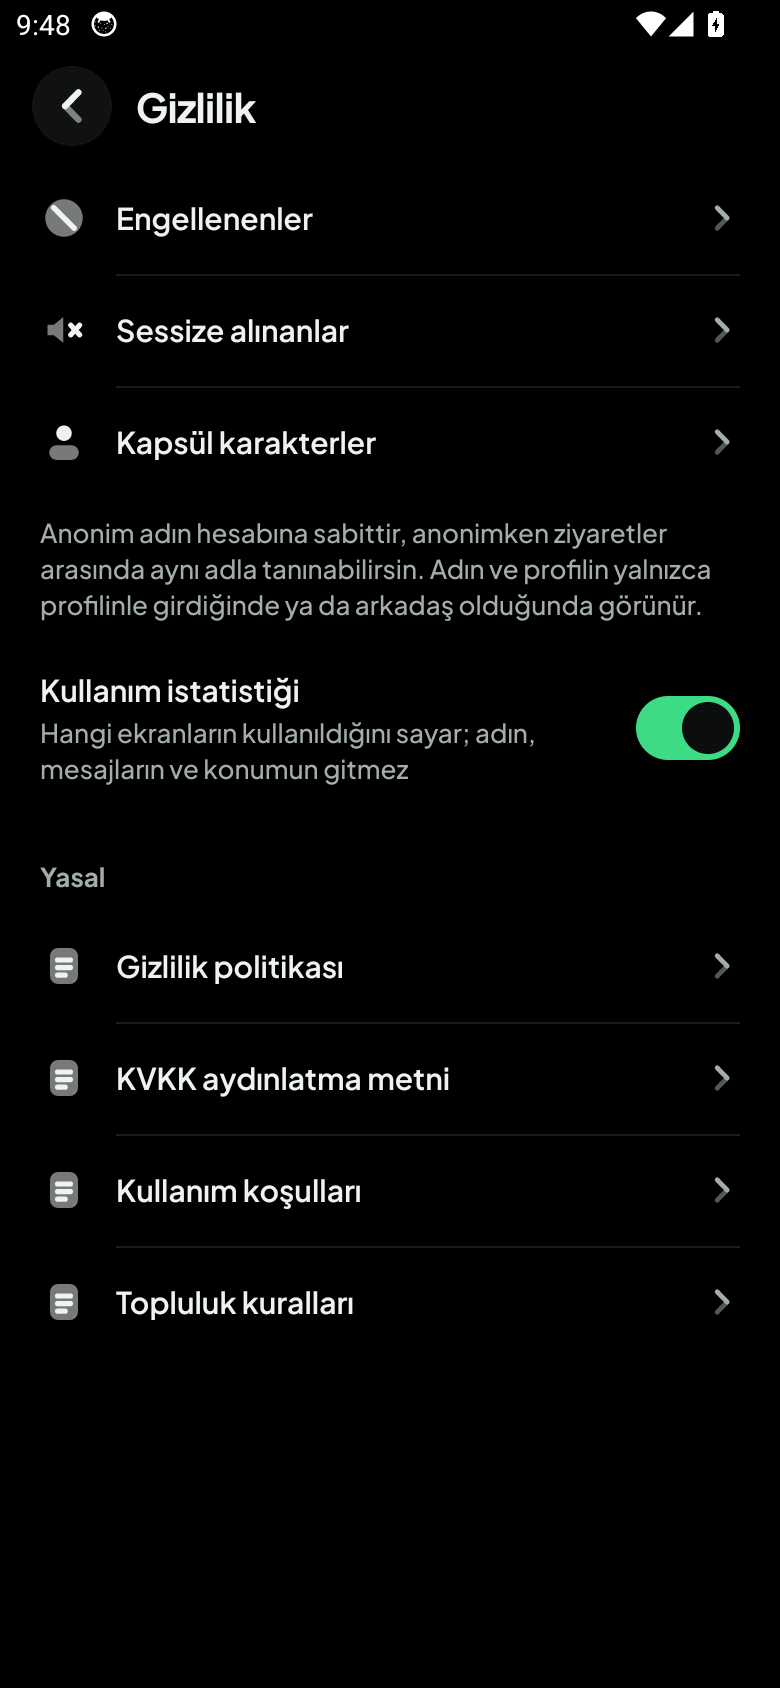 9:48
Gizlilik
Engellenenler
Sessize alınanlar
Kapsül karakterler
Anonim adın hesabına sabittir, anonimken ziyaretler
arasında aynı adla tanınabilirsin. Adın ve profilin yalnızca
profilinle girdiğinde ya da arkadaş olduğunda görünür.
Kullanım istatistiği
Hangi ekranların kullanıldığını sayar; adın,
mesajların ve konumun gitmez
Yasal
Gizlilik politikası
KVKK aydınlatma metni
Kullanım koşulları
Topluluk kuralları